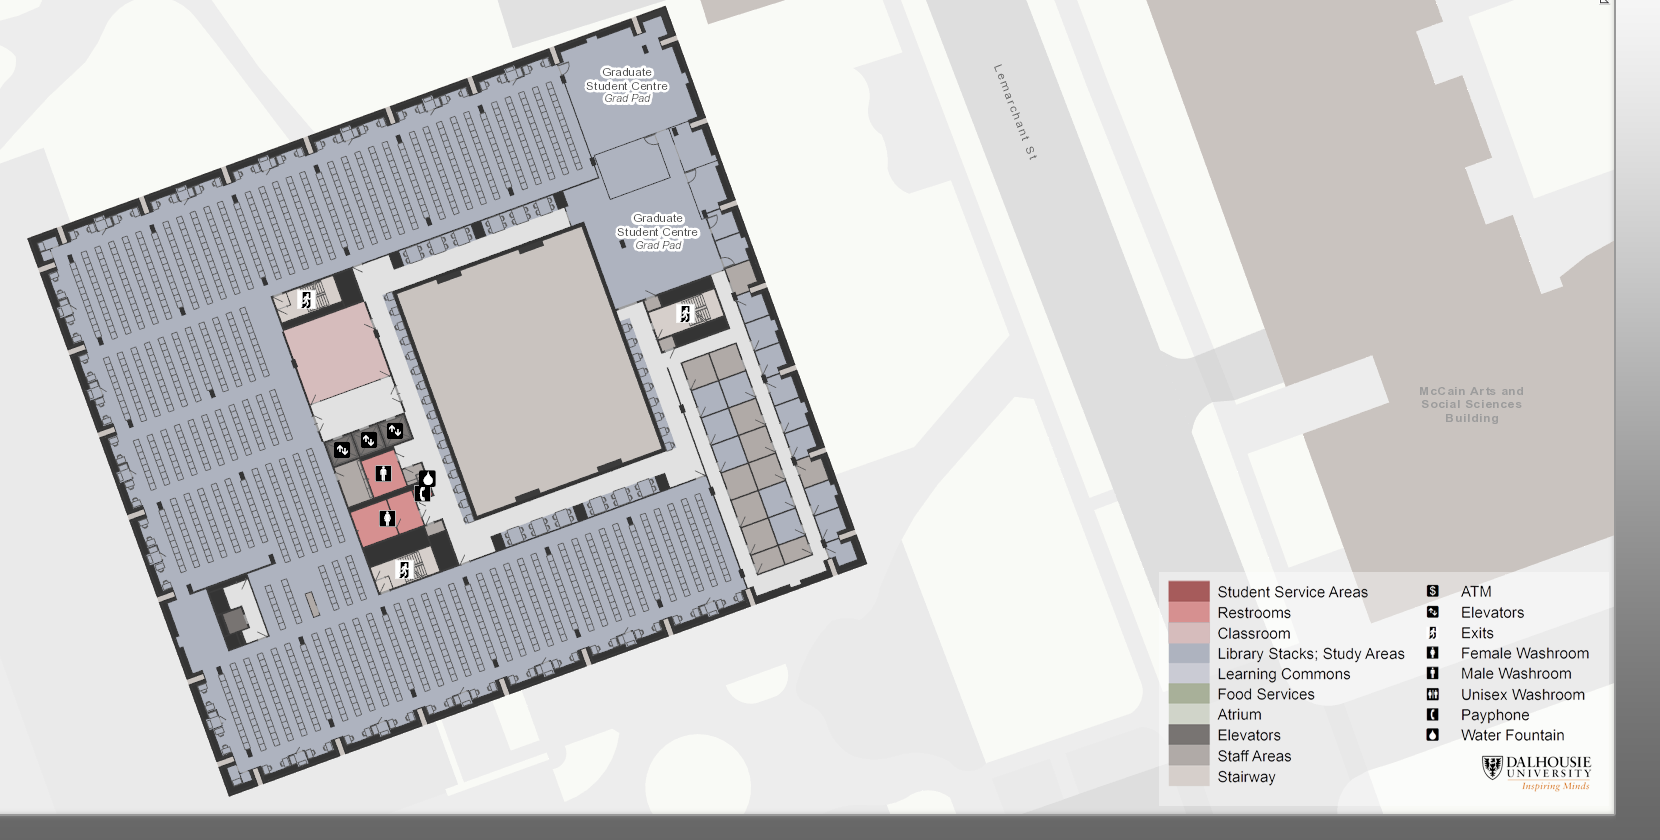 Graduate
Student Centre
Grad Pad
Graduate
Student Centre
Grad Pad
Lemarchant St
McCain Arts and
Social Sciences
Building
Student Service Areas
Restrooms
Classroom
Library Stacks; Study Areas
Learning Commons
Food Services
Atrium
Elevators
Staff Areas
Stairway
$ ATM
Elevators
Exits
Female Washroom
Male Washroom
Unisex Washroom
Payphone
Water Fountain
DALHOUSIE
UNIVERSITY
Inspiring Minds